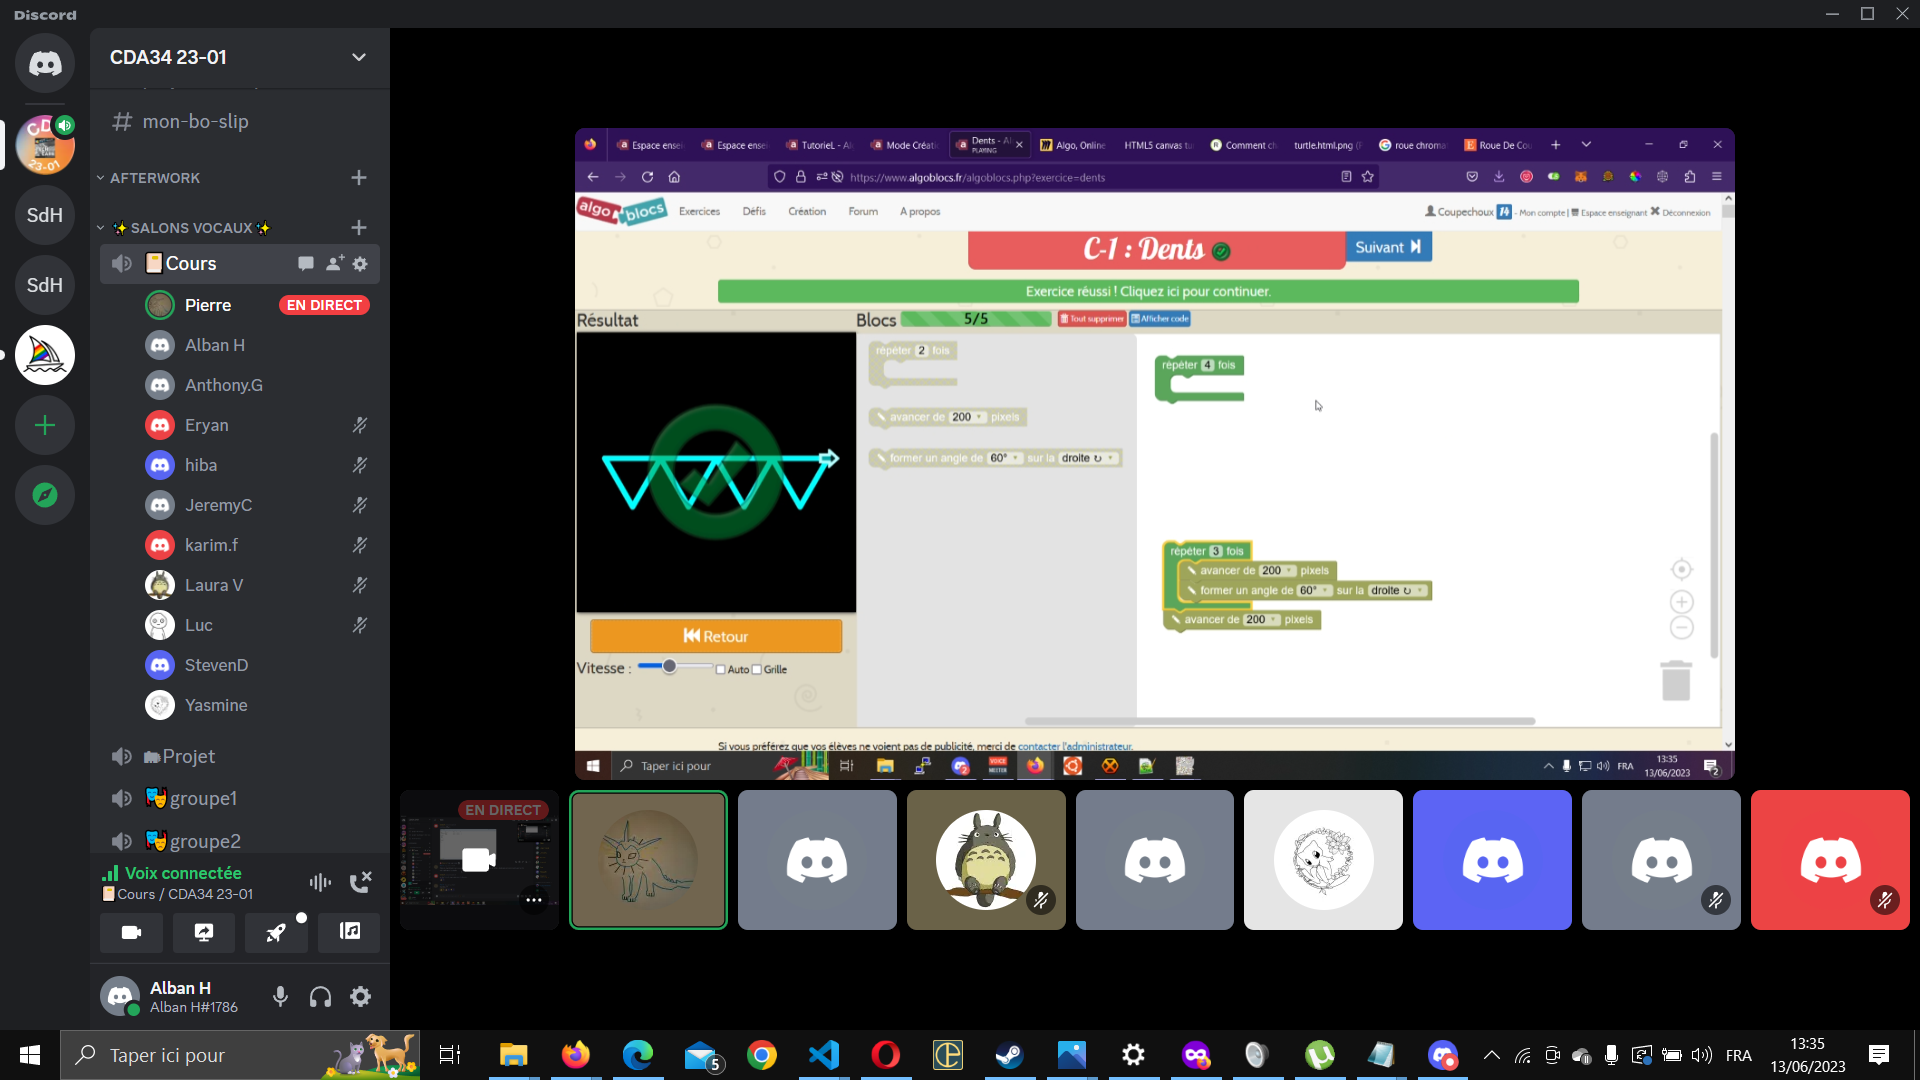 Discord
CDA34 23-01
mon-bo-slip
AFTERWORK
SdH
✨SALONS VOCAUX✨
Cours
SdH
Pierre
EN DIRECT
Alban H
Anthony.G
Eryan
hiba
JeremyC
karim.f
Laura V
Luc
StevenD
Yasmine
Projet
groupe1
groupe2
Voix connectée
Cours / CDA34 23-01
Alban H
Alban H#1786
Espace ensei
Espace ensei
Tutoriel - Al
Mode Créati
Dents - Al
PLAYING
Algo, Online
HTML5 canvas tu
Comment ch
turtle.html.png (
roue chroma
Roue De Cou
https://www.algoblocs.fr/algoblocs.php?exercice=dents
algo blocs
Exercices
Défis
Création
Forum
A propos
Coupechoux 14 - Mon compte | Espace enseignant Déconnexion
C-1 : Dents
Suivant
Exercice réussi ! Cliquez ici pour continuer.
Résultat
Blocs
5/5
Tout supprimer
Afficher code
répéter 2 fois
avancer de 200 pixels
former un angle de 60° sur la droite ↻
répéter 4 fois
répéter 3 fois
avancer de 200 pixels
former un angle de 60° sur la droite ↻
avancer de 200 pixels
Retour
Vitesse :
Auto
Grille
Si vous préférez que vos élèves ne voient pas de publicité, merci de contacter l'administrateur.
Taper ici pour
FRA
13:35
13/06/2023
2
EN DIRECT
Taper ici pour
5
FRA
13:35
13/06/2023